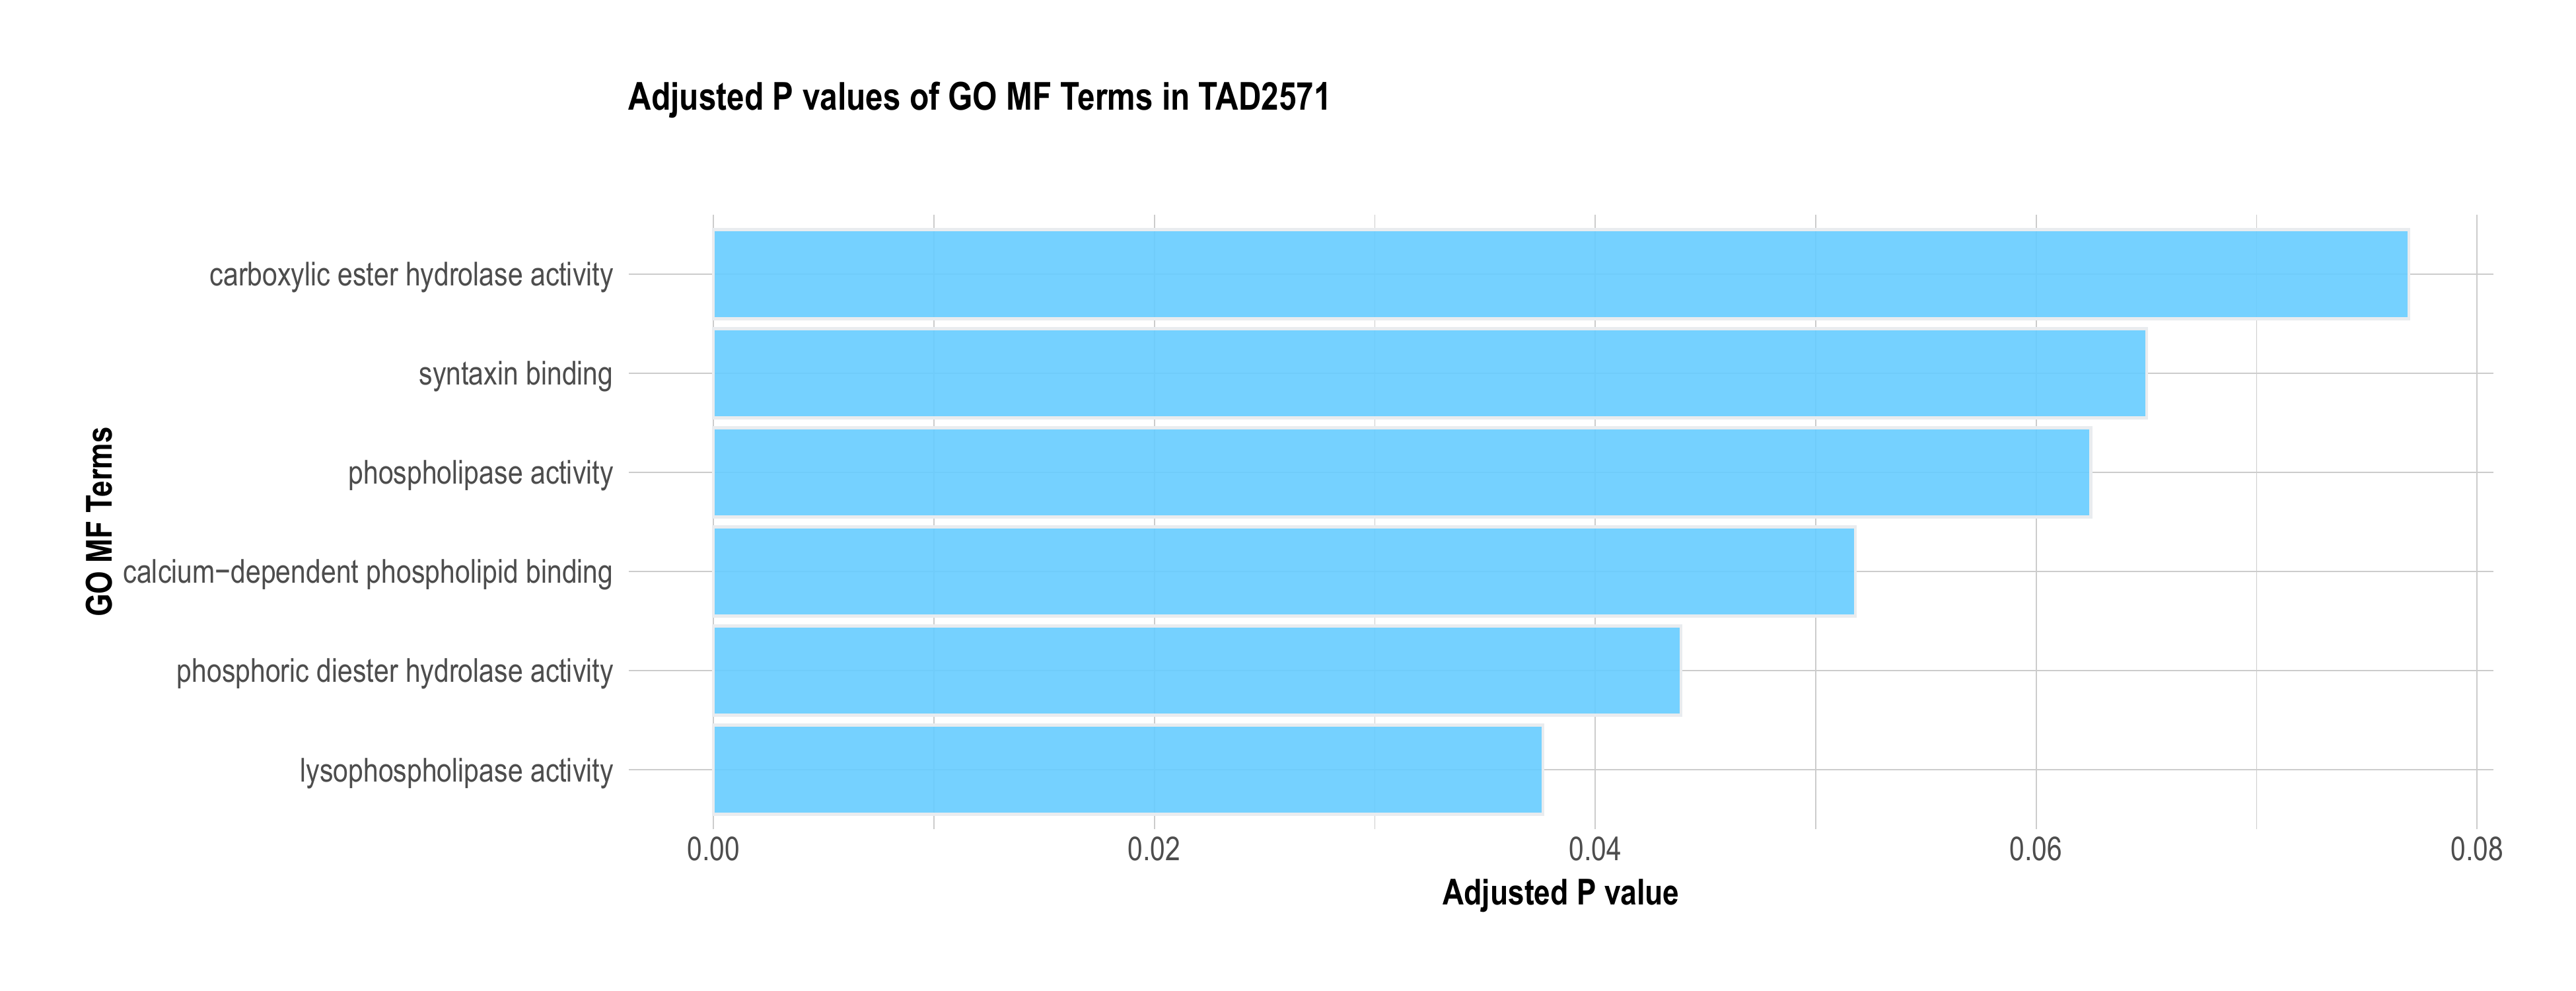 Adjusted P values of GO MF Terms in TAD2571
GO MF Terms
carboxylic ester hydrolase activity
syntaxin binding
phospholipase activity
calcium−dependent phospholipid binding
phosphoric diester hydrolase activity
lysophospholipase activity
0.00 0.02 0.04 0.06 0.08
Adjusted P value